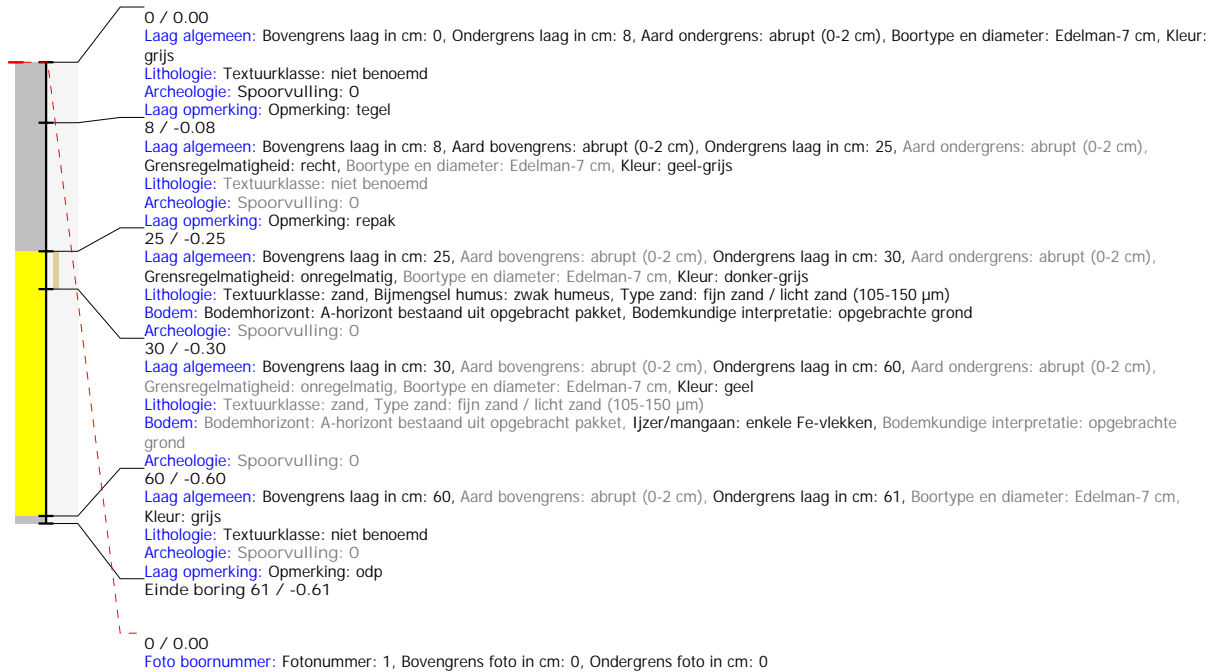 0 / 0.00
Laag algemeen: Bovengrens laag in cm: 0, Ondergrens laag in cm: 8, Aard ondergrens: abrupt (0-2 cm), Boortype en diameter: Edelman-7 cm, Kleur:
grijs
Lithologie: Textuurklasse: niet benoemd
Archeologie: Spoorvulling: 0
Laag opmerking: Opmerking: tegel
8 / -0.08
Laag algemeen: Bovengrens laag in cm: 8, Aard bovengrens: abrupt (0-2 cm), Ondergrens laag in cm: 25, Aard ondergrens: abrupt (0-2 cm),
Grensregelmatigheid: recht, Boortype en diameter: Edelman-7 cm, Kleur: geel-grijs
Lithologie: Textuurklasse: niet benoemd
Archeologie: Spoorvulling: 0
Laag opmerking: Opmerking: repak
25 / -0.25
Laag algemeen: Bovengrens laag in cm: 25, Aard bovengrens: abrupt (0-2 cm), Ondergrens laag in cm: 30, Aard ondergrens: abrupt (0-2 cm),
Grensregelmatigheid: onregelmatig, Boortype en diameter: Edelman-7 cm, Kleur: donker-grijs
Lithologie: Textuurklasse: zand, Bijmengsel humus: zwak humeus, Type zand: fijn zand / licht zand (105-150 µm)
Bodem: Bodemhorizont: A-horizont bestaand uit opgebracht pakket, Bodemkundige interpretatie: opgebrachte grond
Archeologie: Spoorvulling: 0
30 / -0.30
Laag algemeen: Bovengrens laag in cm: 30, Aard bovengrens: abrupt (0-2 cm), Ondergrens laag in cm: 60, Aard ondergrens: abrupt (0-2 cm),
Grensregelmatigheid: onregelmatig, Boortype en diameter: Edelman-7 cm, Kleur: geel
Lithologie: Textuurklasse: zand, Type zand: fijn zand / licht zand (105-150 µm)
Bodem: Bodemhorizont: A-horizont bestaand uit opgebracht pakket, Ijzer/mangaan: enkele Fe-vlekken, Bodemkundige interpretatie: opgebrachte
grond
Archeologie: Spoorvulling: 0
60 / -0.60
Laag algemeen: Bovengrens laag in cm: 60, Aard bovengrens: abrupt (0-2 cm), Ondergrens laag in cm: 61, Boortype en diameter: Edelman-7 cm,
Kleur: grijs
Lithologie: Textuurklasse: niet benoemd
Archeologie: Spoorvulling: 0
Laag opmerking: Opmerking: odp
Einde boring 61 / -0.61
0 / 0.00
Foto boornummer: Fotonummer: 1, Bovengrens foto in cm: 0, Ondergrens foto in cm: 0